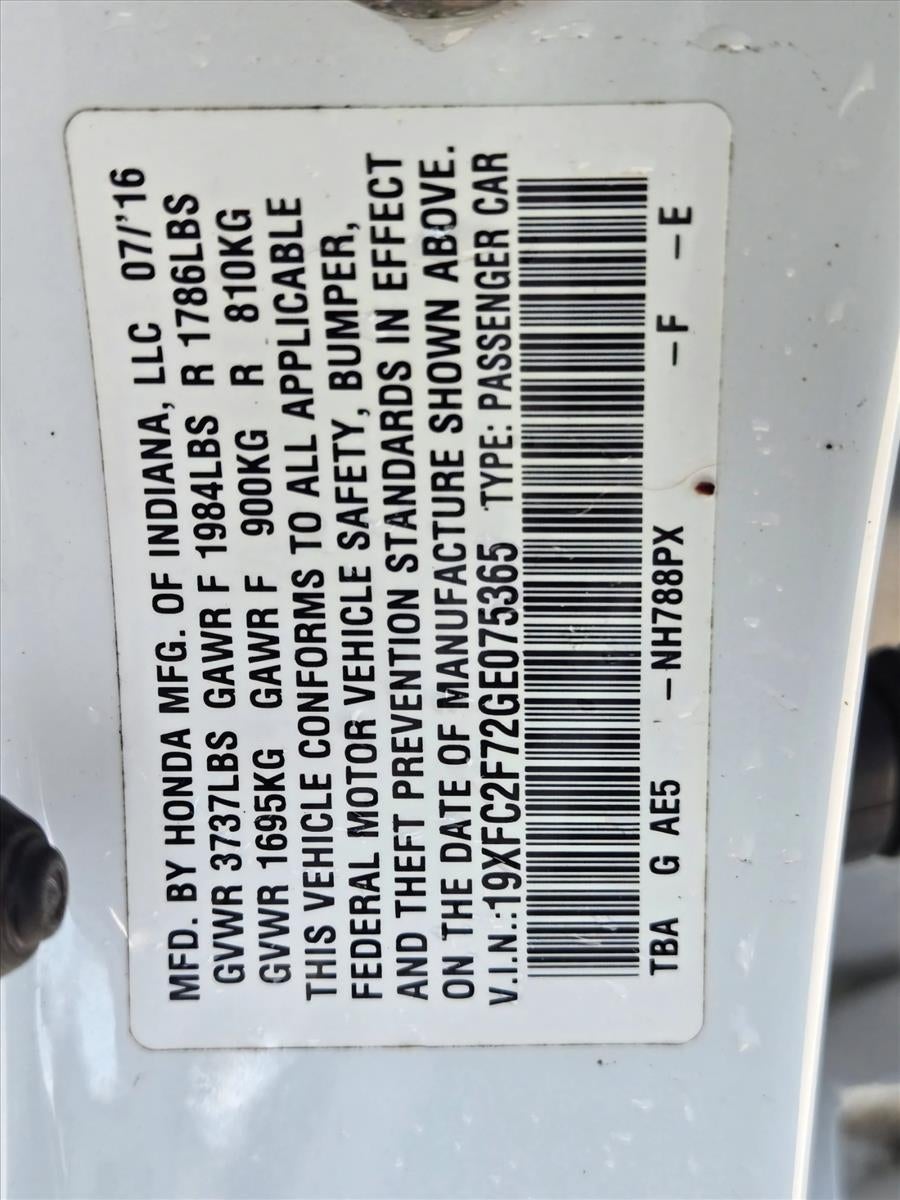 MFD. BY HONDA MFG. OF INDIANA, LLC 07/'16
GVWR 3737LBS GAWR F 1984LBS R 1786LBS
GVWR 1695KG GAWR F 900KG R 810KG
THIS VEHICLE CONFORMS TO ALL APPLICABLE
FEDERAL MOTOR VEHICLE SAFETY, BUMPER,
AND THEFT PREVENTION STANDARDS IN EFFECT
ON THE DATE OF MANUFACTURE SHOWN ABOVE.
V.I.N.:19XFC2F72GE075365 TYPE: PASSENGER CAR
TBA G AE5 -NH788PX -F -E